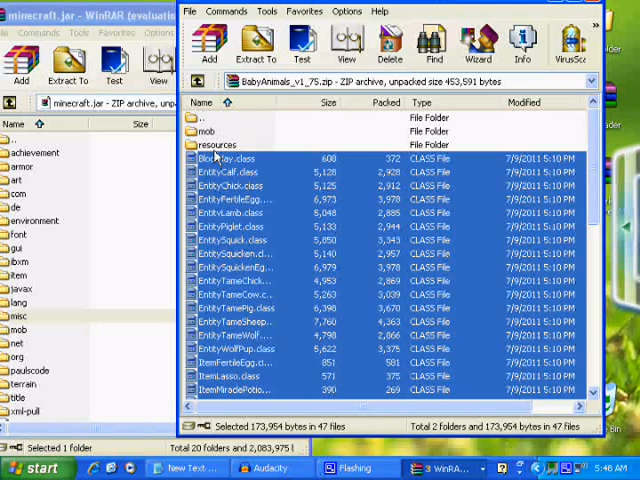 minecraft.jar - WinRAR (evaluati
File Commands Tools Fav
Add Extract To Test View
minecraft.jar - ZIP archive, un
Name
..
achievement
armor
art
com
de
environment
font
gui
ibxm
item
javax
lang
misc
mob
net
org
paulscode
terrain
title
xml-pull
Selected 1 folder Total 20 folders and 2,083,975
File Commands Tools Favorites Options Help
Add Extract To Test View Delete Find Wizard Info VirusSca
BabyAnimals_v1_75.zip - ZIP archive, unpacked size 453,591 bytes
Name Size Packed Type Modified
.. File Folder
mob File Folder
resources File Folder
608 372 CLASS File 7/9/2011 5:10 PM
EntityCalf.class 5,128 2,928 CLASS File 7/9/2011 5:10 PM
EntityChick.class 5,125 2,912 CLASS File 7/9/2011 5:10 PM
EntityFertileEgg.... 6,973 3,978 CLASS File 7/9/2011 5:10 PM
EntityLamb.class 5,048 2,885 CLASS File 7/9/2011 5:10 PM
EntityPiglet.class 5,133 2,944 CLASS File 7/9/2011 5:10 PM
EntitySquick.class 5,850 3,343 CLASS File 7/9/2011 5:10 PM
EntitySquicken.cl... 5,140 2,957 CLASS File 7/9/2011 5:10 PM
EntitySquickenEg... 6,979 3,978 CLASS File 7/9/2011 5:10 PM
EntityTameChick... 4,953 2,869 CLASS File 7/9/2011 5:10 PM
EntityTameCow.c... 5,263 3,039 CLASS File 7/9/2011 5:10 PM
EntityTamePig.class 6,398 3,670 CLASS File 7/9/2011 5:10 PM
EntityTameSheep... 7,760 4,363 CLASS File 7/9/2011 5:10 PM
EntityTameWolf.... 4,798 2,866 CLASS File 7/9/2011 5:10 PM
EntityWolfPup.class 5,622 3,375 CLASS File 7/9/2011 5:10 PM
ItemFertileEgg.cl... 851 581 CLASS File 7/9/2011 5:10 PM
ItemLasso.class 571 375 CLASS File 7/9/2011 5:10 PM
ItemMiraclePotio... 390 269 CLASS File 7/9/2011 5:10 PM
Selected 173,954 bytes in 47 files Total 2 folders and 173,954 bytes in 47 files
start New Text ... Audacity Flashing 3 WinRA... 5:46 AM